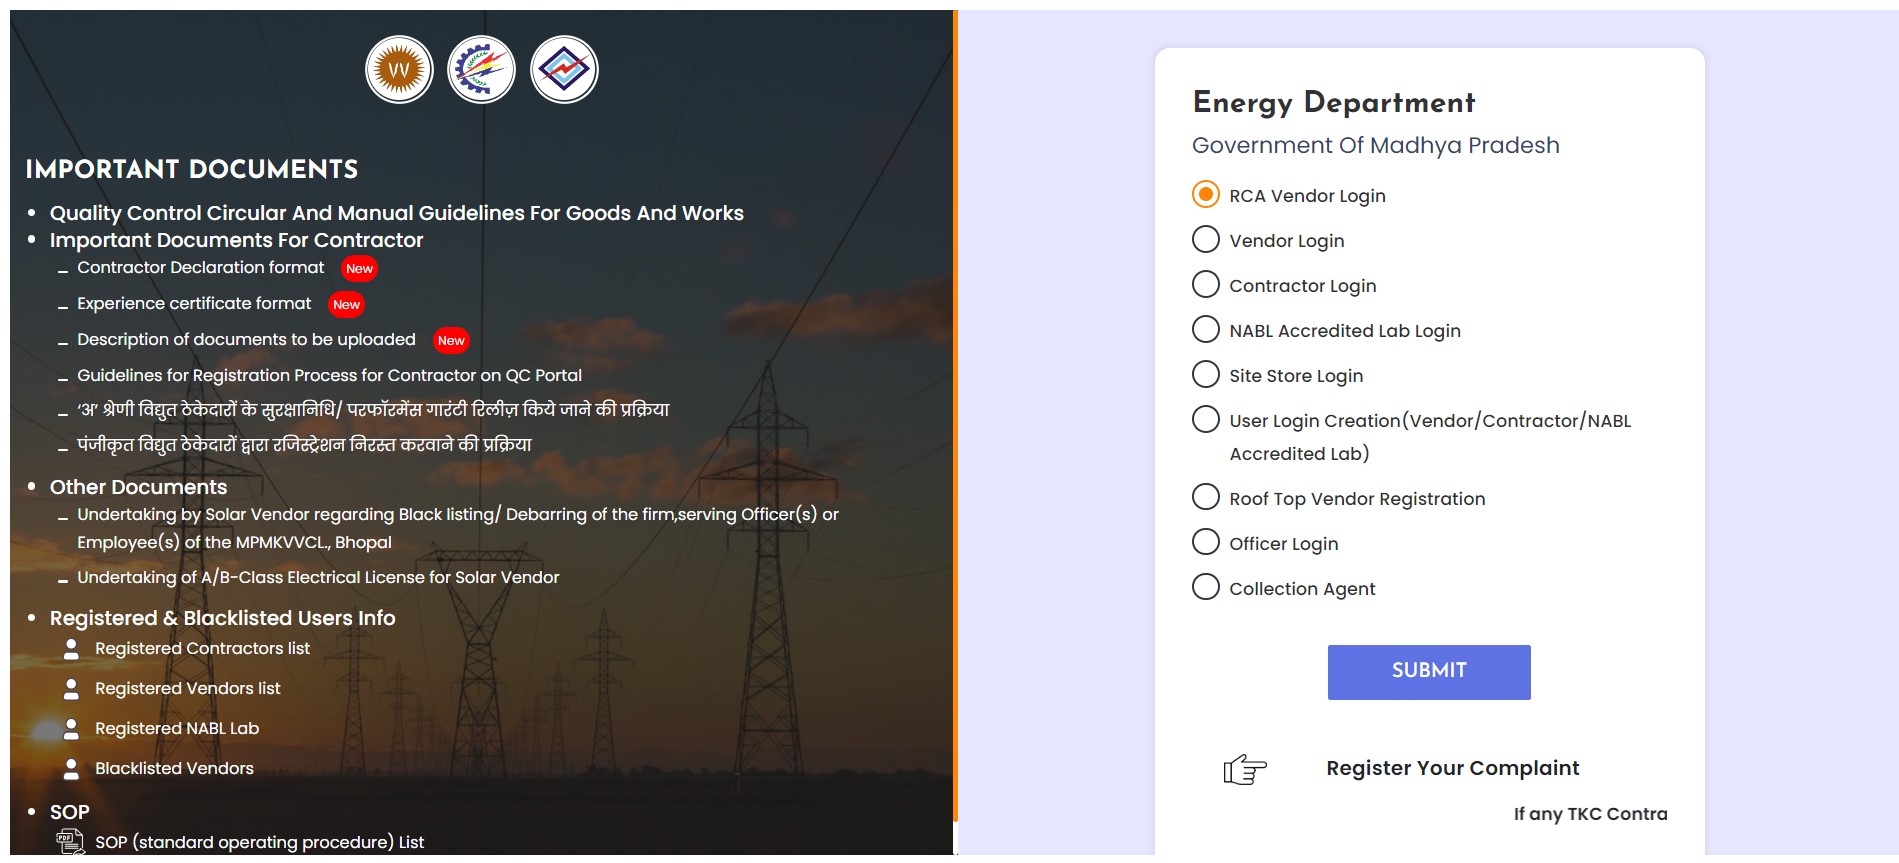 IMPORTANT DOCUMENTS
Quality Control Circular And Manual Guidelines For Goods And Works
Important Documents For Contractor
Contractor Declaration format New
Experience certificate format New
Description of documents to be uploaded New
Guidelines for Registration Process for Contractor on QC Portal
‘अ’ श्रेणी विद्युत ठेकेदारों के सुरक्षानिधि/ परफॉरमेंस गारंटी रिलीज़ किये जाने की प्रक्रिया
पंजीकृत विद्युत ठेकेदारों द्वारा रजिस्ट्रेशन निरस्त करवाने की प्रक्रिया
Other Documents
Undertaking by Solar Vendor regarding Black listing/ Debarring of the firm,serving Officer(s) or
Employee(s) of the MPMKVVCL., Bhopal
Undertaking of A/B-Class Electrical License for Solar Vendor
Registered & Blacklisted Users Info
Registered Contractors list
Registered Vendors list
Registered NABL Lab
Blacklisted Vendors
SOP
PDF SOP (standard operating procedure) List
Energy Department
Government Of Madhya Pradesh
RCA Vendor Login
Vendor Login
Contractor Login
NABL Accredited Lab Login
Site Store Login
User Login Creation(Vendor/Contractor/NABL
Accredited Lab)
Roof Top Vendor Registration
Officer Login
Collection Agent
SUBMIT
Register Your Complaint
If any TKC Contra